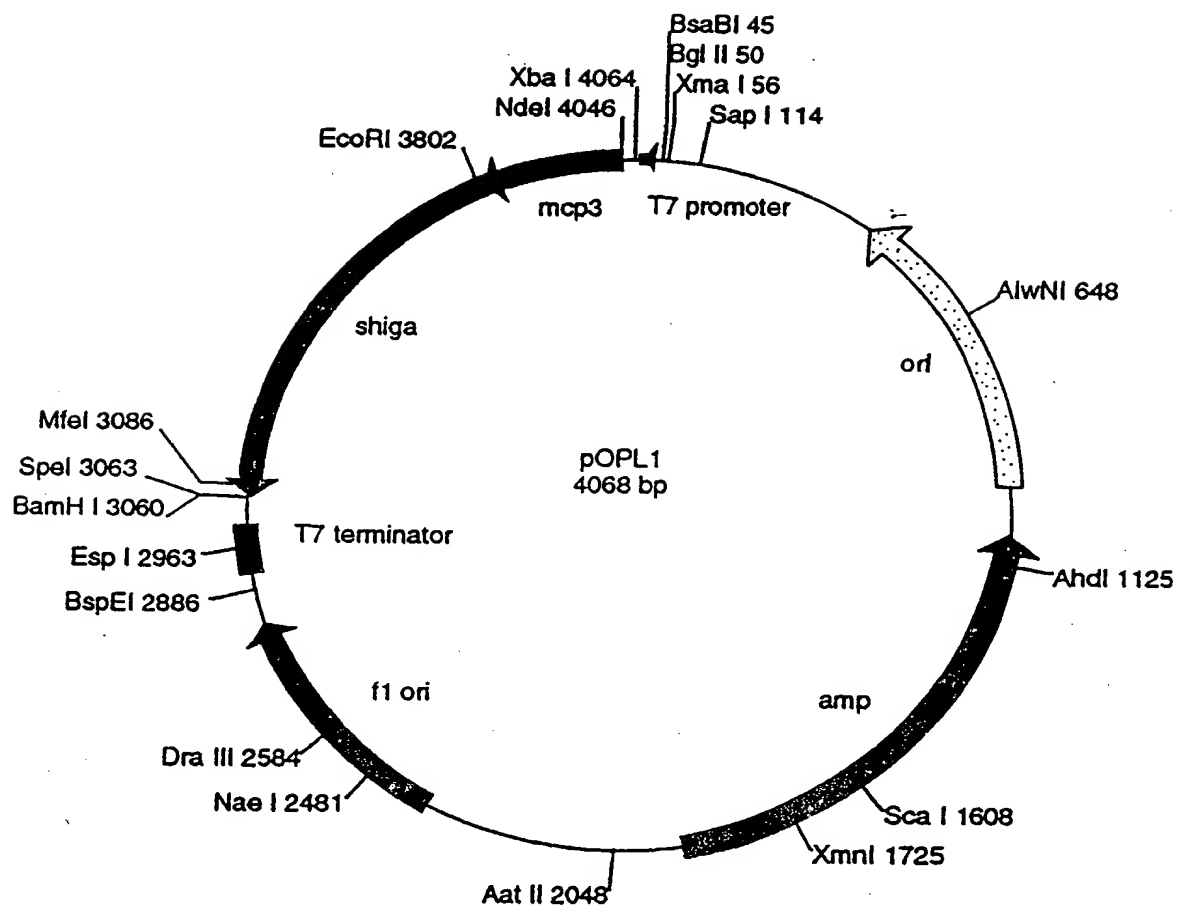 BsaBI 45
Bgl II 50
Xma I 56
Xba I 4064
NdeI 4046
Sap I 114
EcoRI 3802
mcp3
T7 promoter
AlwNI 648
shiga
ori
MfeI 3086
SpeI 3063
BamH I 3060
pOPL1
4068 bp
T7 terminator
Esp I 2963
AhdI 1125
BspEI 2886
f1 ori
amp
Dra III 2584
Nae I 2481
Sca I 1608
XmnI 1725
Aat II 2048